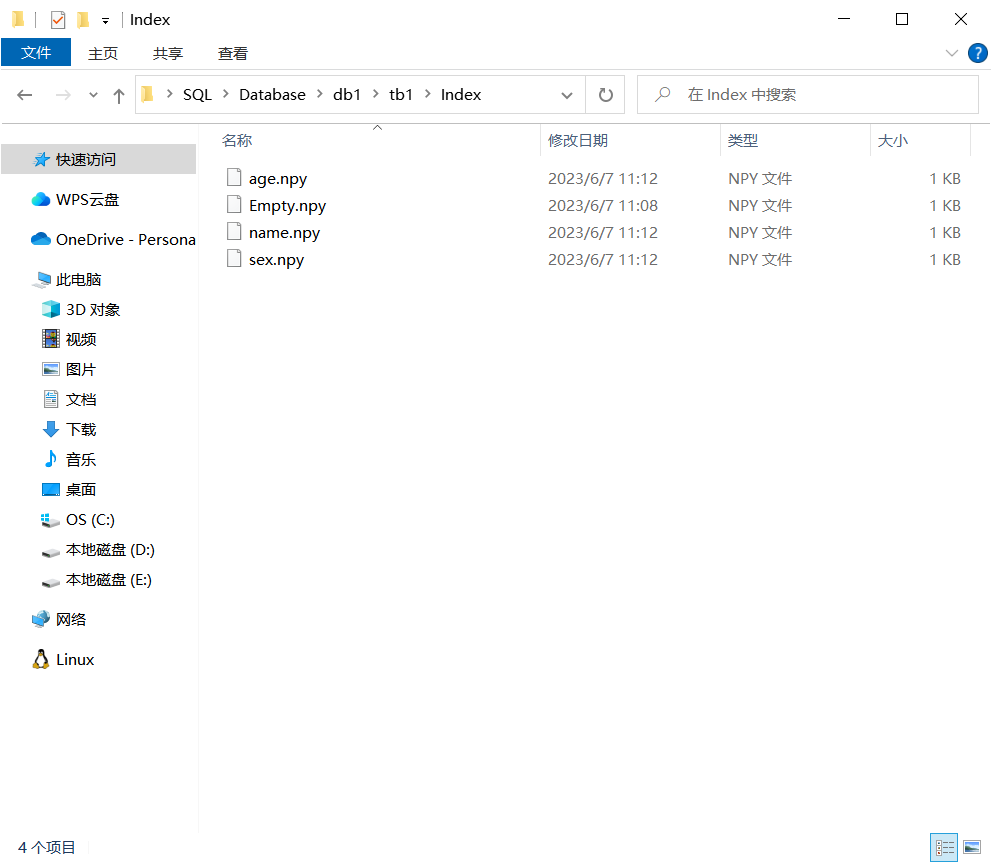 Index
文件 主页 共享 查看 ?
SQL Database db1 tb1 Index 在 Index 中搜索
名称 修改日期 类型 大小
快速访问
WPS云盘
OneDrive - Persona
此电脑
3D 对象
视频
图片
文档
下载
音乐
桌面
OS (C:)
本地磁盘 (D:)
本地磁盘 (E:)
网络
Linux
age.npy 2023/6/7 11:12 NPY 文件 1 KB
Empty.npy 2023/6/7 11:08 NPY 文件 1 KB
name.npy 2023/6/7 11:12 NPY 文件 1 KB
sex.npy 2023/6/7 11:12 NPY 文件 1 KB
4 个项目